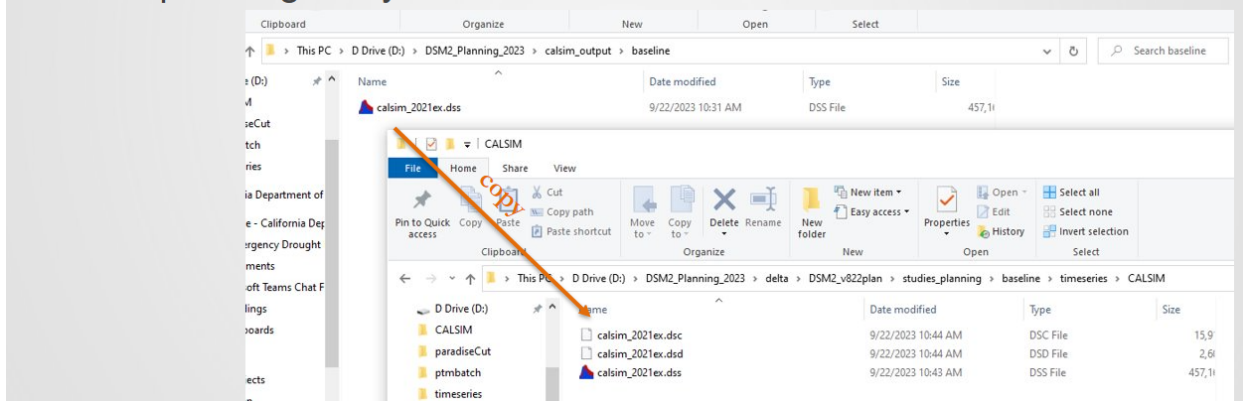 Clipboard Organize New Open Select
This PC > D Drive (D:) > DSM2_Planning_2023 > calsim_output > baseline Search baseline
(D:) Name Date modified Type Size
calsim_2021ex.dss 9/22/2023 10:31 AM DSS File
CALSIM
File Home Share View
copy
Pin to Quick access Copy Paste Cut Copy path Paste shortcut Move to Copy to Delete Rename New folder New item Easy access Properties Open Edit History Select all Select none Invert selection
Clipboard Organize New Open Select
This PC > D Drive (D:) > DSM2_Planning_2023 > delta > DSM2_v822plan > studies_planning > baseline > timeseries > CALSIM
D Drive (D:) Name Date modified Type Size
CALSIM calsim_2021ex.dsc 9/22/2023 10:44 AM DSC File
paradiseCut calsim_2021ex.dsd 9/22/2023 10:44 AM DSD File
ptmbatch calsim_2021ex.dss 9/22/2023 10:43 AM DSS File
timeseries